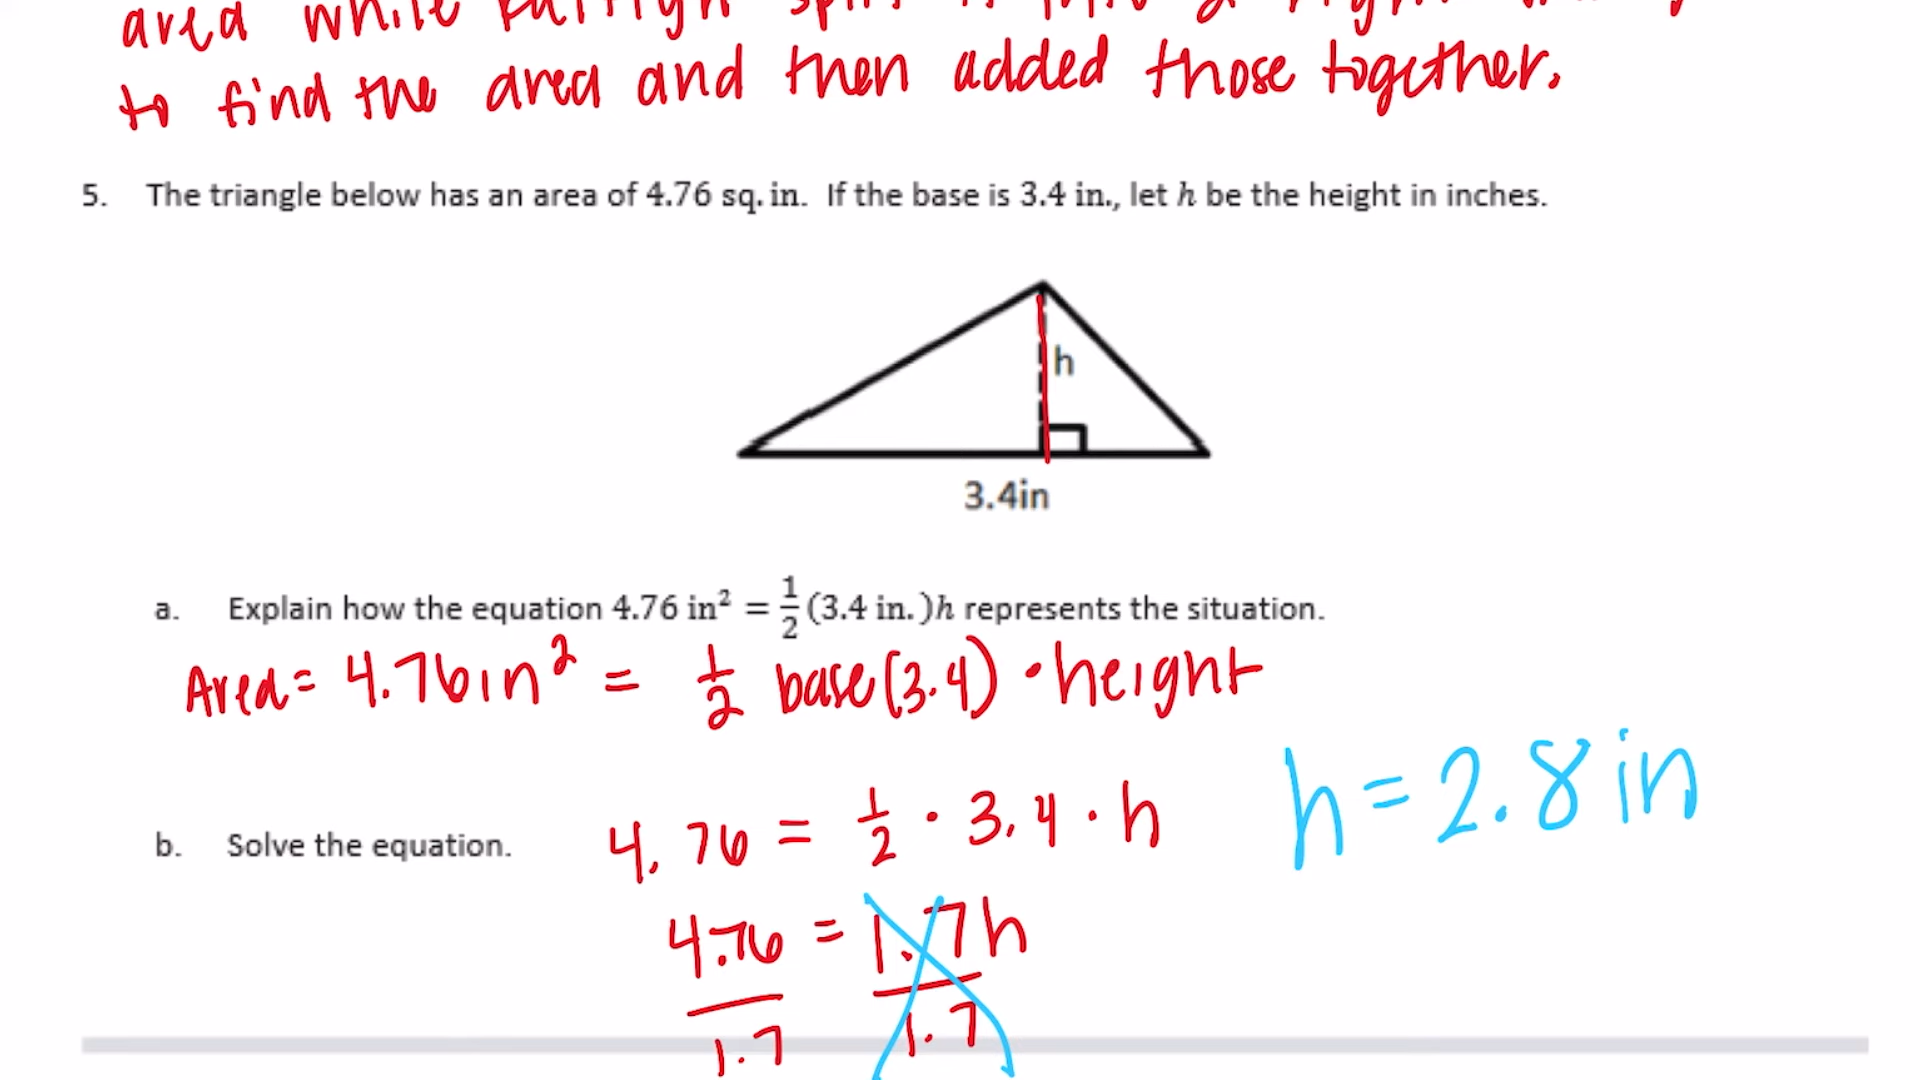 area while
to find the area and then added those together.
5. The triangle below has an area of 4.76 sq. in. If the base is 3.4 in., let h be the height in inches.
h
3.4in
a. Explain how the equation 4.76 in² = 1/2 (3.4 in.)h represents the situation.
Area = 4.76 in² = 1/2 base(3.4) · height
h = 2.8 in
b. Solve the equation.
4.76 = 1/2 · 3.4 · h
4.76 = 1.7h
1.7 1.7